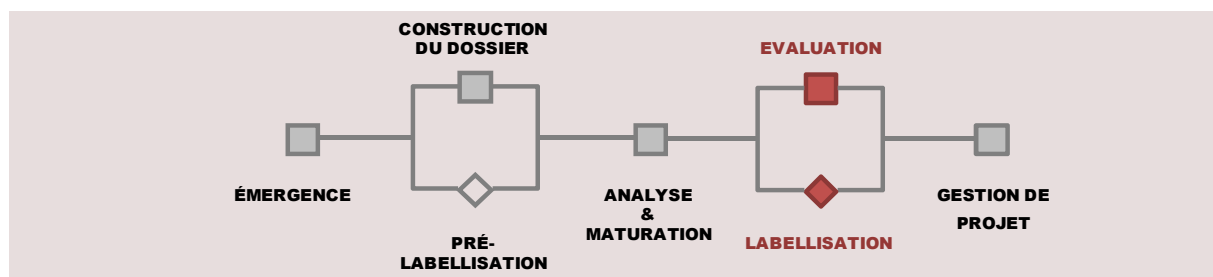 CONSTRUCTION
DU DOSSIER
EVALUATION
ÉMERGENCE
PRÉ-
LABELLISATION
ANALYSE
&
MATURATION
LABELLISATION
GESTION DE
PROJET